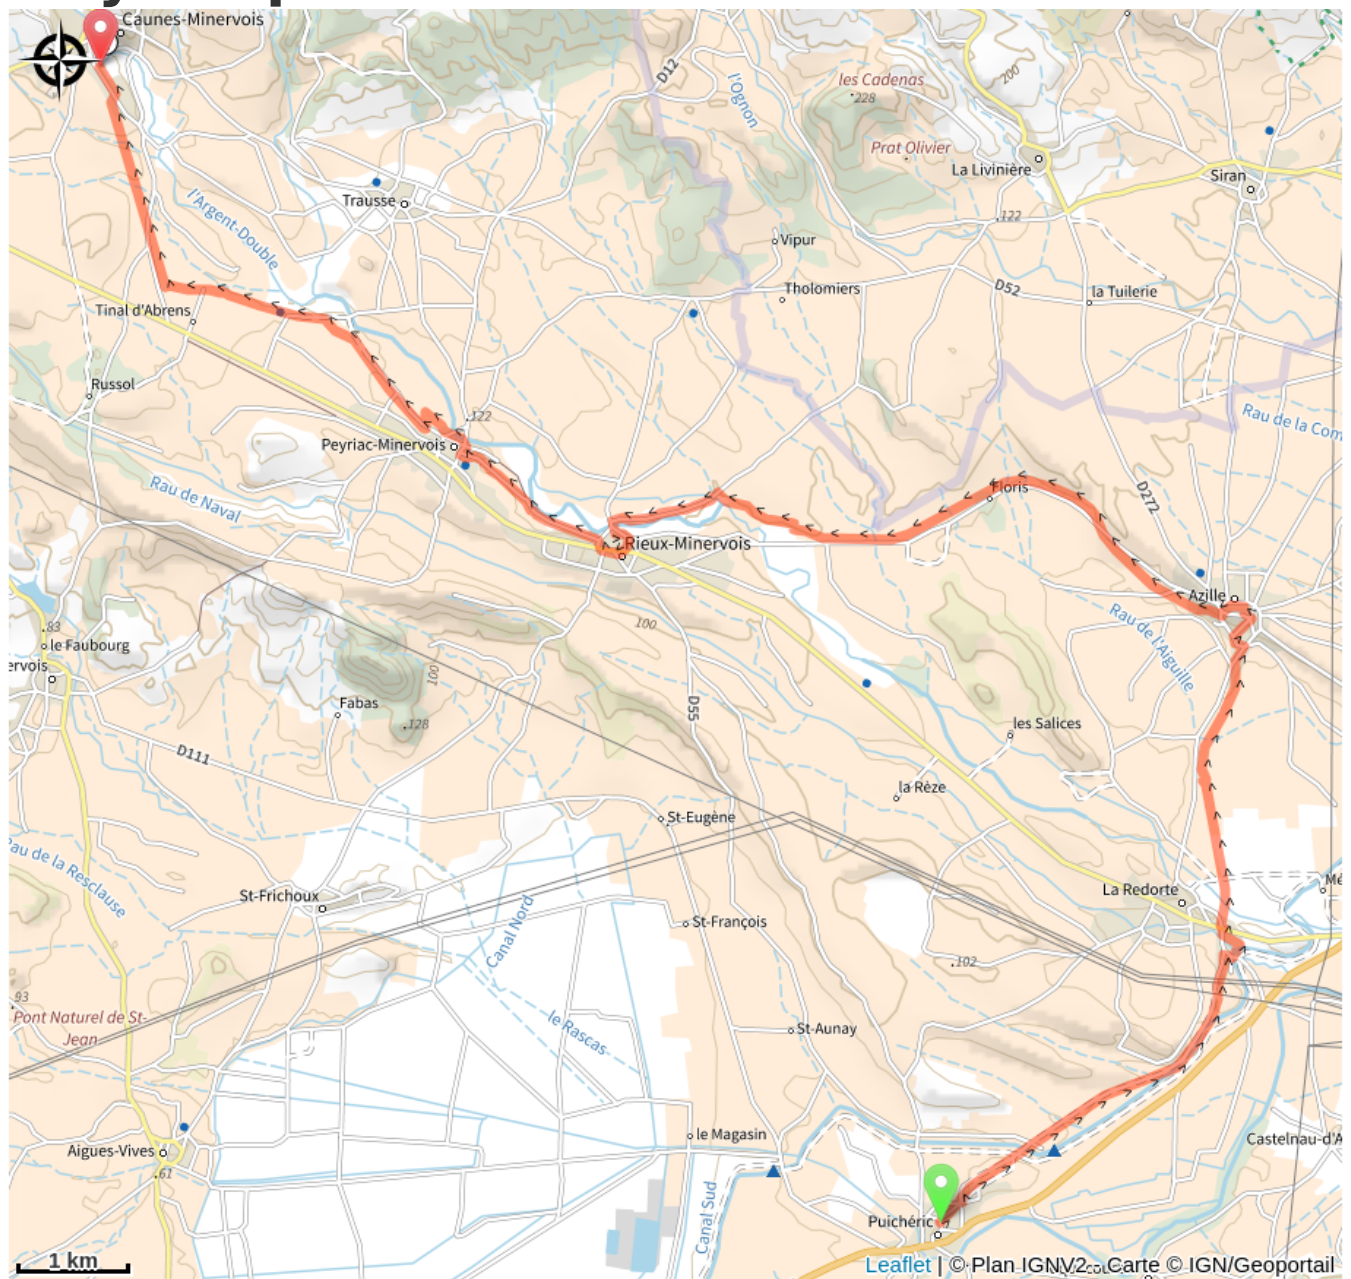 Caunes-Minervois
D12
l'Ognon
les Cadenas
228
200
Prat Olivier
La Livinière
Siran
Trausse
l'Argent-Double
122
Vipur
Tholomiers
D52
la Tuilerie
Tinal d'Abrens
Russol
122
Peyriac-Minervois
Rau de la Com
Rau de Naval
Floris
D272
Rieux-Minervois
Azille
83
le Faubourg
ervois
100
Rau de l'Aiguille
100
Fabas
128
D55
les Salices
D111
la Rèze
St-Eugène
Rau de la Resclause
St-Frichoux
La Redorte
Mé
Canal Nord
St-François
102
93
Pont Naturel de St-
Jean
le Rascas
St-Aunay
le Magasin
Aigues-Vives
61
Castelnau-d'A
Canal Sud
Puichéric
1 km
Leaflet | © Plan IGNV2 - Carte © IGN/Geoportail